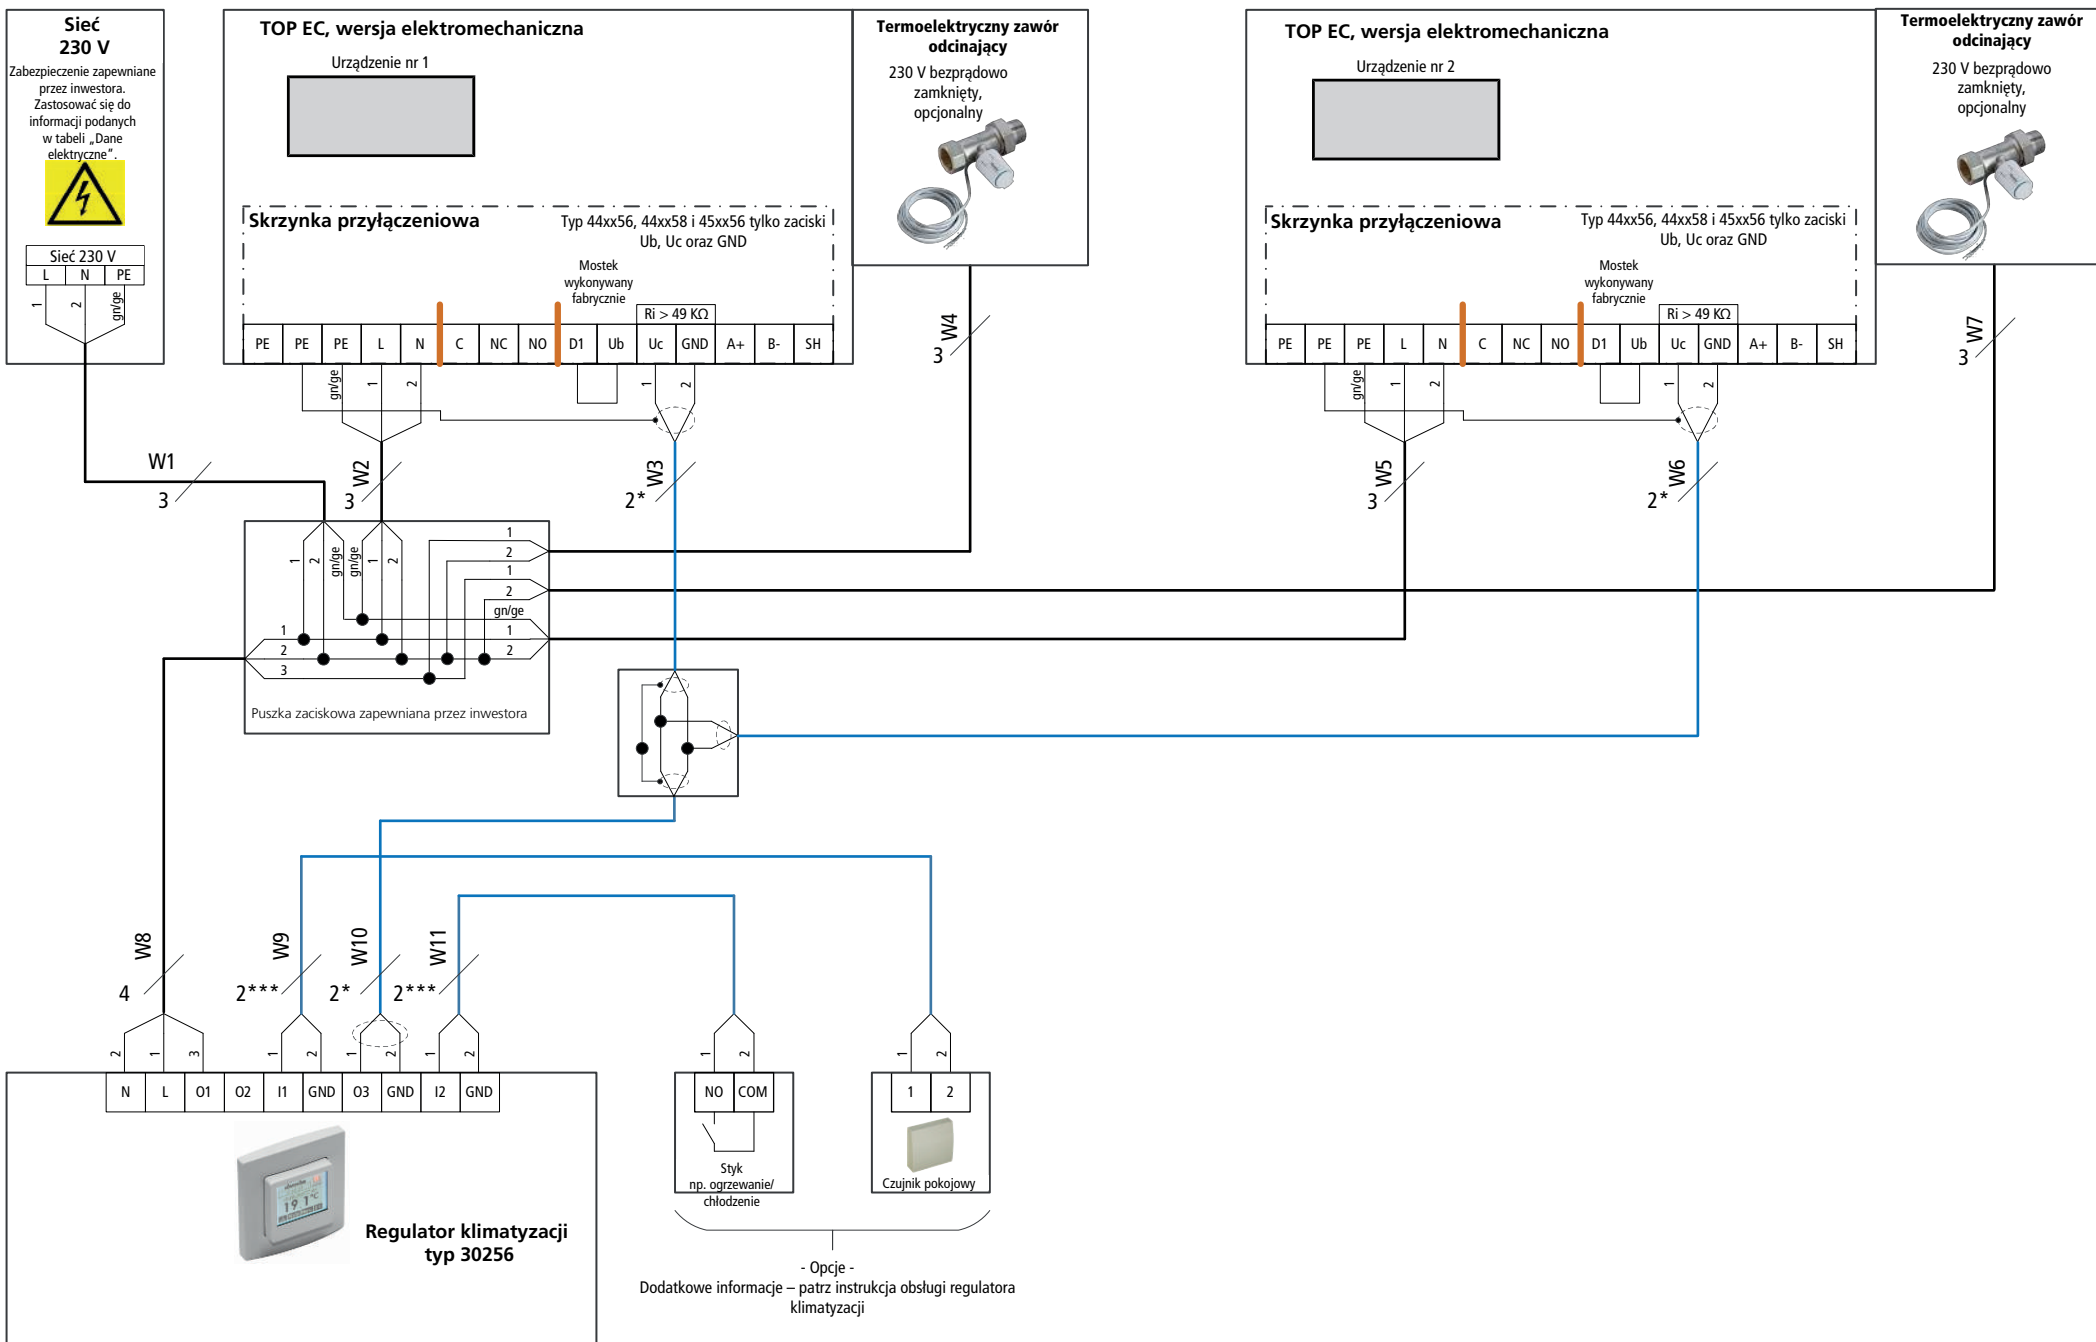 Sieć
230 V
Zabezpieczenie zapewniane
przez inwestora.
Zastosować się do
informacji podanych
w tabeli „Dane
elektryczne”.
Sieć 230 V
L N PE
1 2 gn/ge
TOP EC, wersja elektromechaniczna
Urządzenie nr 1
Skrzynka przyłączeniowa
Typ 44xx56, 44xx58 i 45xx56 tylko zaciski
Ub, Uc oraz GND
Mostek
wykonywany
fabrycznie
Ri > 49 KΩ
PE PE PE L N C NC NO D1 Ub Uc GND A+ B- SH
gn/ge 1 2 1 2
Termoelektryczny zawór
odcinający
230 V bezprądowo
zamknięty,
opcjonalny
TOP EC, wersja elektromechaniczna
Urządzenie nr 2
Skrzynka przyłączeniowa
Typ 44xx56, 44xx58 i 45xx56 tylko zaciski
Ub, Uc oraz GND
Mostek
wykonywany
fabrycznie
Ri > 49 KΩ
PE PE PE L N C NC NO D1 Ub Uc GND A+ B- SH
gn/ge 1 2 1 2
Termoelektryczny zawór
odcinający
230 V bezprądowo
zamknięty,
opcjonalny
W1
3
W2
3
W3
2*
W4
3
W5
3
W6
2*
W7
3
1 2 gn/ge gn/ge 1 2
1
2
1
2
gn/ge
1
2
1
2
3
Puszka zaciskowa zapewniana przez inwestora
W8
4
W9
2***
W10
2*
W11
2***
2 1 3 1 2 1 2 1 2
N L O1 O2 I1 GND O3 GND I2 GND
Regulator klimatyzacji
typ 30256
1 2
NO COM
Styk
np. ogrzewanie/
chłodzenie
1 2
1 2
Czujnik pokojowy
- Opcje -
Dodatkowe informacje – patrz instrukcja obsługi regulatora
klimatyzacji